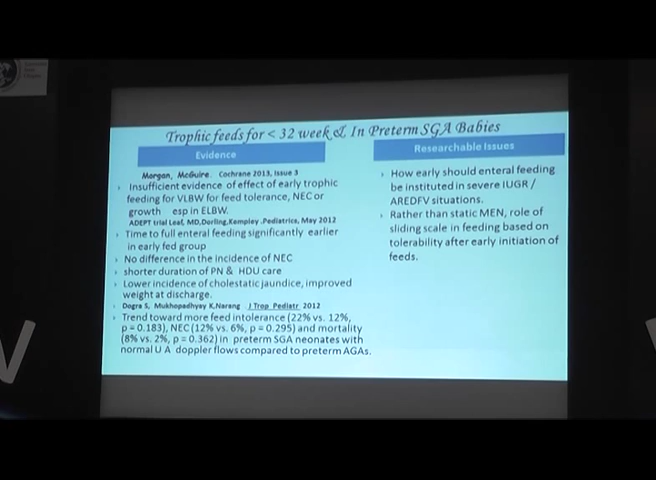 Trophic feeds for < 32 week & In Preterm SGA Babies
Evidence
Morgan, McGuire. Cochrane 2013, Issue 3
Insufficient evidence of effect of early trophic
feeding for VLBW for feed tolerance, NEC or
growth esp in ELBW.
ADEPT trial Leaf, MD,Dorling,Kempley .Pediatrics, May 2012
Time to full enteral feeding significantly earlier
in early fed group
No difference in the incidence of NEC
shorter duration of PN & HDU care
Lower incidence of cholestatic jaundice, improved
weight at discharge.
Dogra S, Mukhopadhyay K,Narang J Trop Pediatr 2012
Trend toward more feed intolerance (22% vs. 12%,
p = 0.183), NEC (12% vs. 6%, p = 0.295) and mortality
(8% vs. 2%, p = 0.362) in preterm SGA neonates with
normal U A doppler flows compared to preterm AGAs.
Researchable Issues
How early should enteral feeding
be instituted in severe IUGR /
AREDFV situations.
Rather than static MEN, role of
sliding scale in feeding based on
tolerability after early initiation of
feeds.